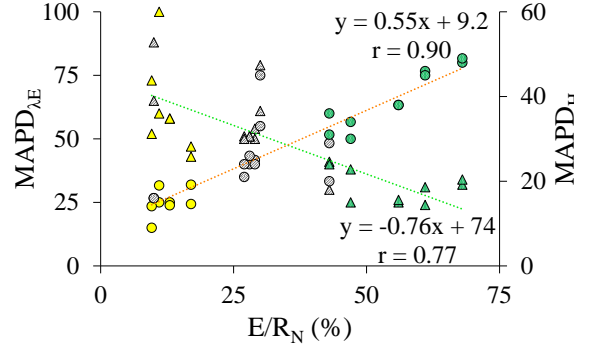 100
75
50
25
0
MAPD_λE
60
40
20
0
MAPD_H
y = 0.55x + 9.2
r = 0.90
y = -0.76x + 74
r = 0.77
0
25
50
75
E/R_N (%)